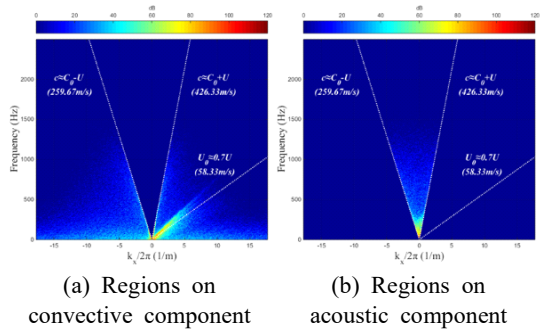 dB
0 20 40 60 80 100 120
c≈C₀-U
(259.67m/s)
c≈C₀+U
(426.33m/s)
U₀≈0.7U
(58.33m/s)
Frequency (Hz)
2000
1500
1000
500
0
-15 -10 -5 0 5 10 15
kₓ/2π (1/m)
(a) Regions on
convective component
dB
0 20 40 60 80 100 120
c≈C₀-U
(259.67m/s)
c≈C₀+U
(426.33m/s)
U₀≈0.7U
(58.33m/s)
Frequency (Hz)
2000
1500
1000
500
0
-15 -10 -5 0 5 10 15
kₓ/2π (1/m)
(b) Regions on
acoustic component